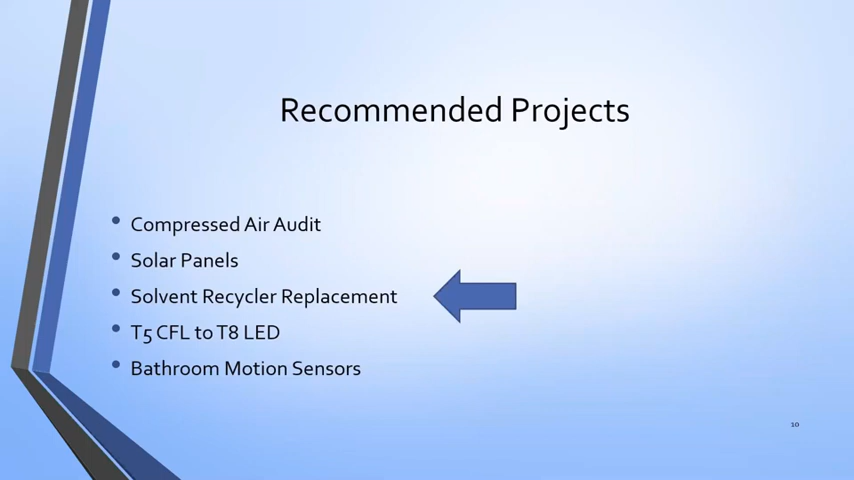 Recommended Projects
• Compressed Air Audit
• Solar Panels
• Solvent Recycler Replacement
• T5 CFL to T8 LED
• Bathroom Motion Sensors
10